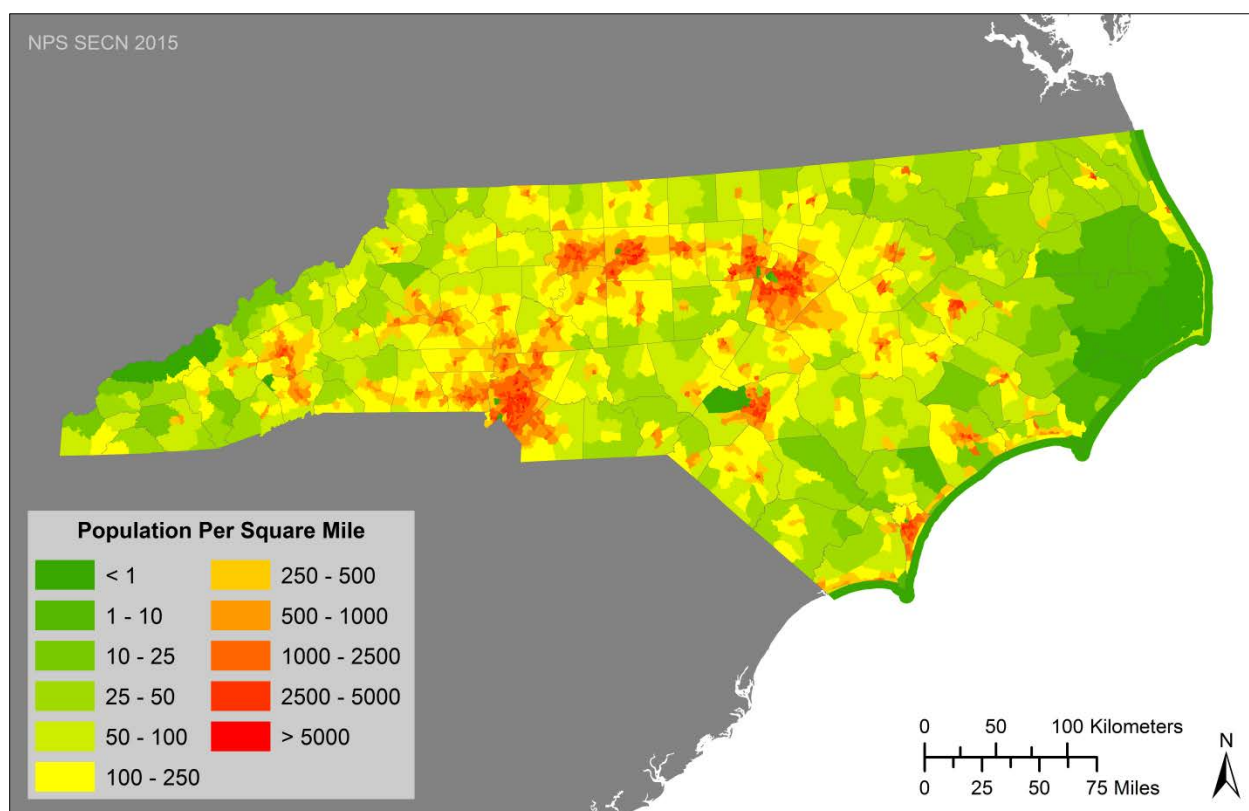 NPS SECN 2015
Population Per Square Mile
< 1
1 - 10
10 - 25
25 - 50
50 - 100
100 - 250
250 - 500
500 - 1000
1000 - 2500
2500 - 5000
> 5000
0 50 100 Kilometers
0 25 50 75 Miles
N